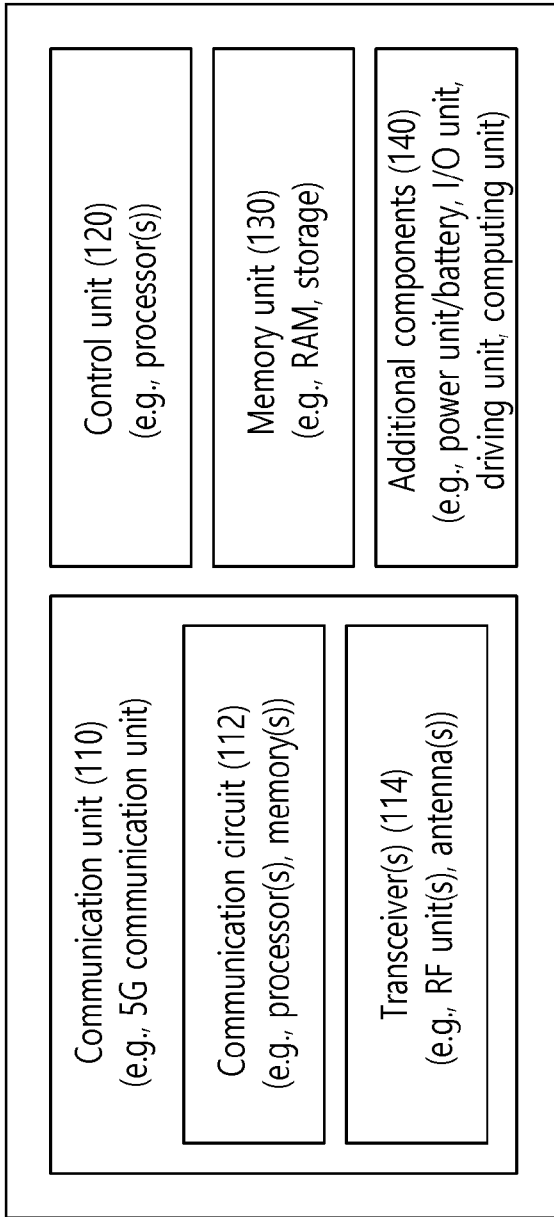 Communication unit (110)
(e.g., 5G communication unit)
Communication circuit (112)
(e.g., processor(s), memory(s))
Transceiver(s) (114)
(e.g., RF unit(s), antenna(s))
Control unit (120)
(e.g., processor(s))
Memory unit (130)
(e.g., RAM, storage)
Additional components (140)
(e.g., power unit/battery, I/O unit,
driving unit, computing unit)